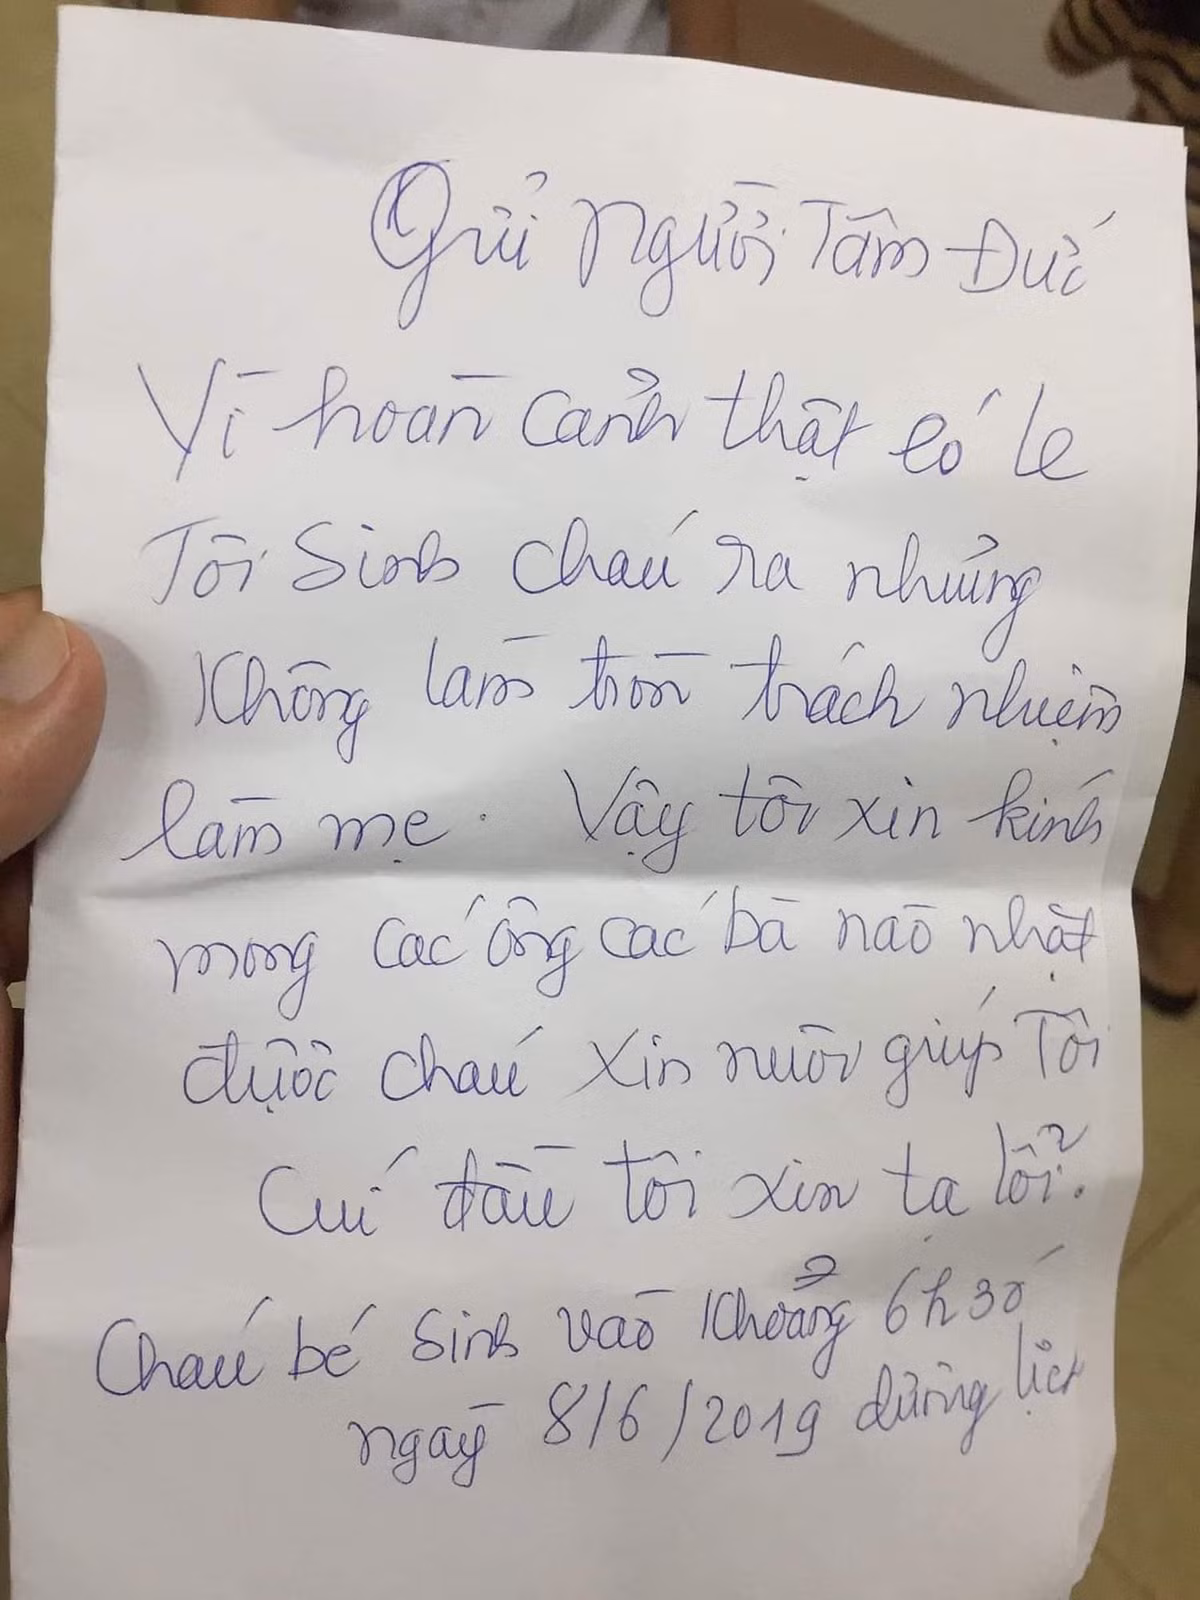 Gửi Người Tâm Đức
Vì hoàn cảnh thật éo le
Tôi Sinh cháu ra nhưng
Không làm tròn trách nhiệm
làm mẹ. Vậy tôi xin kính
mong các ông các bà nào nhặt
được cháu xin nuôi giúp Tôi
Cúi đầu tôi xin tạ lỗi.
Cháu bé Sinh vào Khoảng 6h30'
ngày 8/6/2019 dương lịch